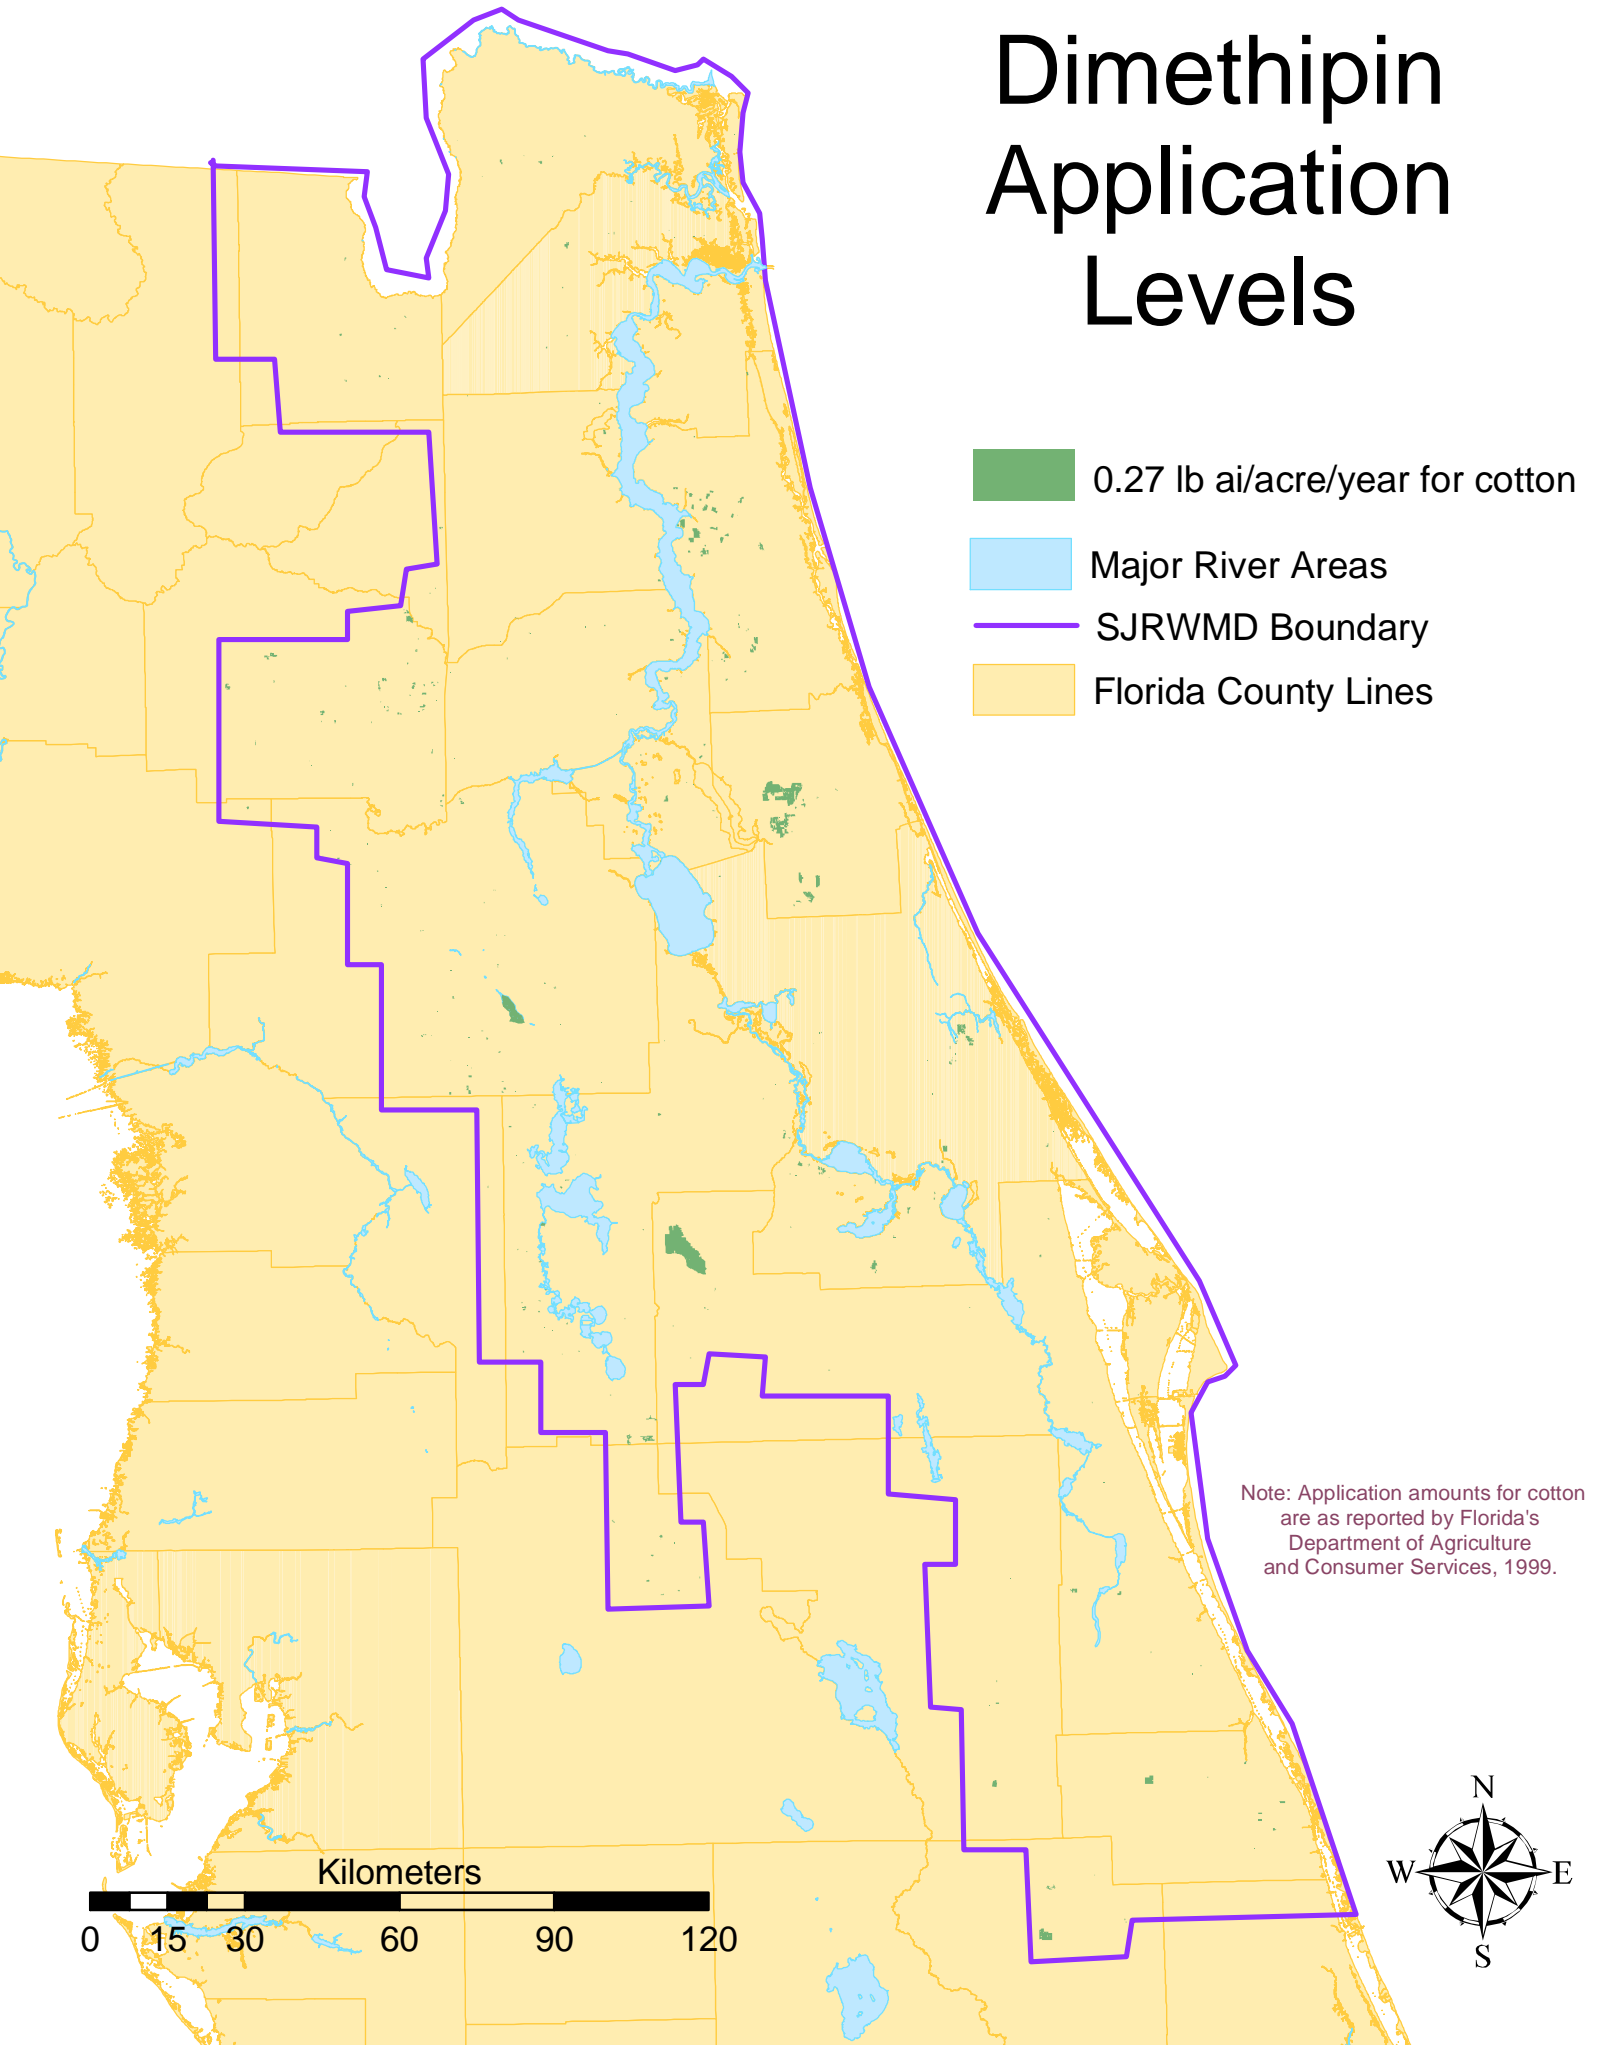 Dimethipin
Application
Levels
0.27 lb ai/acre/year for cotton
Major River Areas
SJRWMD Boundary
Florida County Lines
Note: Application amounts for cotton
are as reported by Florida's
Department of Agriculture
and Consumer Services, 1999.
N
W E
S
Kilometers
0 15 30 60 90 120